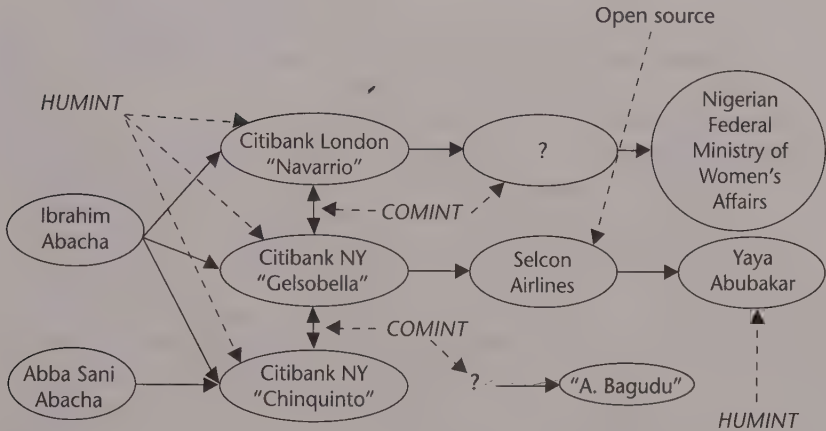 Open source
HUMINT
Citibank London
"Navarrio"
?
Nigerian
Federal
Ministry of
Women's
Affairs
COMINT
Ibrahim
Abacha
Citibank NY
"Gelsobella"
Selcon
Airlines
Yaya
Abubakar
COMINT
Abba Sani
Abacha
Citibank NY
"Chinquinto"
?
"A. Bagudu"
HUMINT